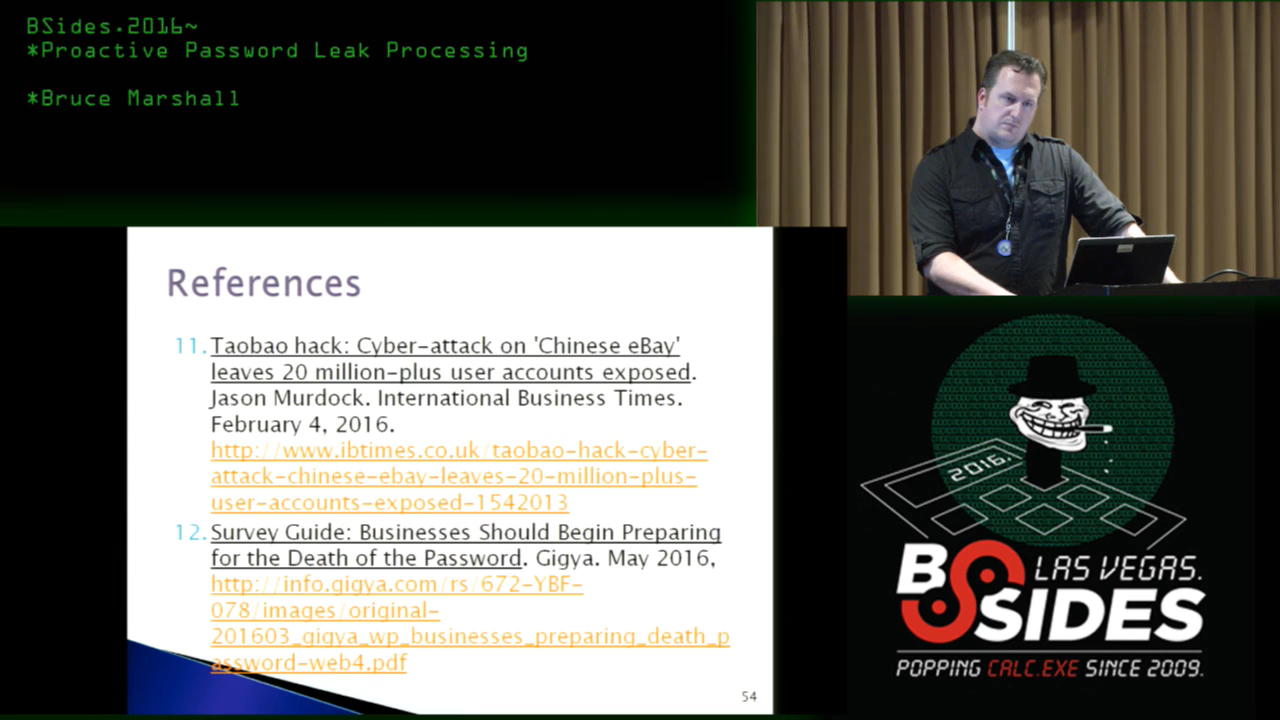 BSides.2016~
*Proactive Password Leak Processing
*Bruce Marshall
References
11. Taobao hack: Cyber-attack on 'Chinese eBay'
leaves 20 million-plus user accounts exposed.
Jason Murdock. International Business Times.
February 4, 2016.
http://www.ibtimes.co.uk/taobao-hack-cyber-
attack-chinese-ebay-leaves-20-million-plus-
user-accounts-exposed-1542013
12. Survey Guide: Businesses Should Begin Preparing
for the Death of the Password. Gigya. May 2016,
http://info.gigya.com/rs/672-YBF-
078/images/original-
201603_gigya_wp_businesses_preparing_death_p
assword-web4.pdf
54
2016.
BSIDES
LAS VEGAS.
POPPING CALC.EXE SINCE 2009.